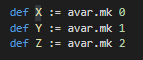 def X := avar.mk 0
def Y := avar.mk 1
def Z := avar.mk 2